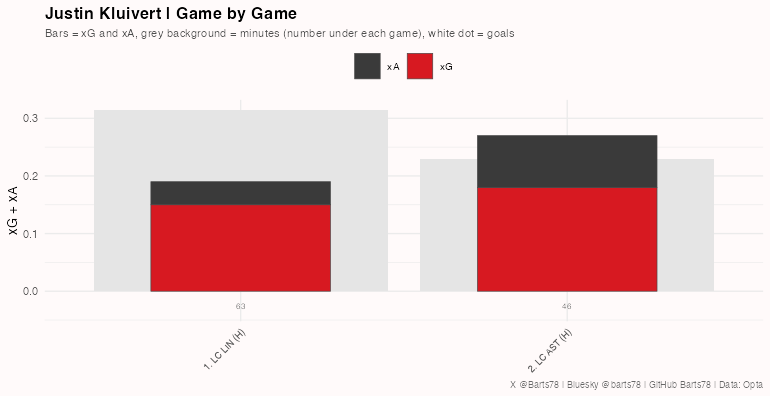 Justin Kluivert | Game by Game
Bars = xG and xA, grey background = minutes (number under each game), white dot = goals
xA xG
xG + xA
0.3
0.2
0.1
0.0
63 46
1. LC LIN (H) 2. LC AST (H)
X @Barts78 | Bluesky @barts78 | GitHub Barts78 | Data: Opta